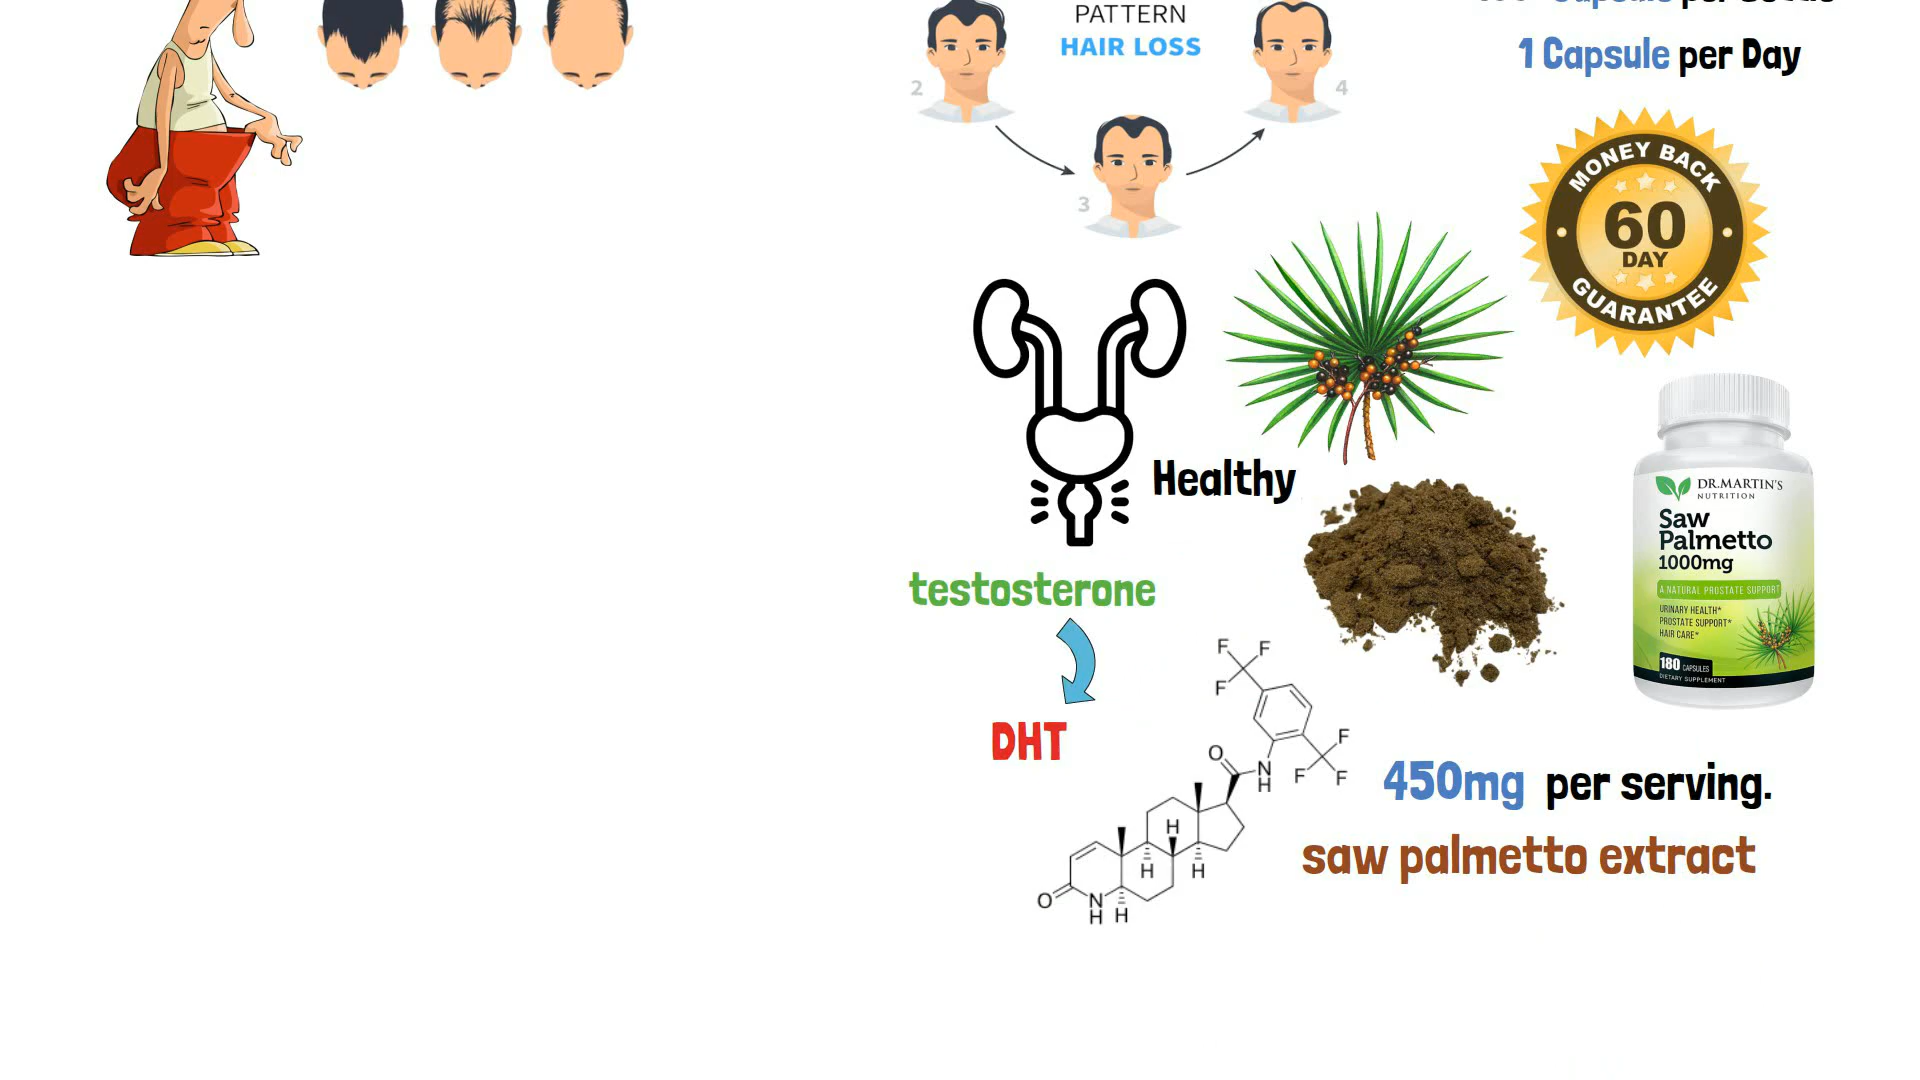 PATTERN
HAIR LOSS
2
4
3
Capsule per
1 Capsule per Day
MONEY BACK
60
DAY
GUARANTEE
Healthy
testosterone
DHT
DR.MARTIN'S
NUTRITION
Saw
Palmetto
1000mg
A NATURAL PROSTATE SUPPORT
URINARY HEALTH*
PROSTATE SUPPORT*
HAIR CARE*
180 CAPSULES
DIETARY SUPPLEMENT
F F
F
F
O
N
H
F F
H
H H
O
N
H H
450mg per serving.
saw palmetto extract